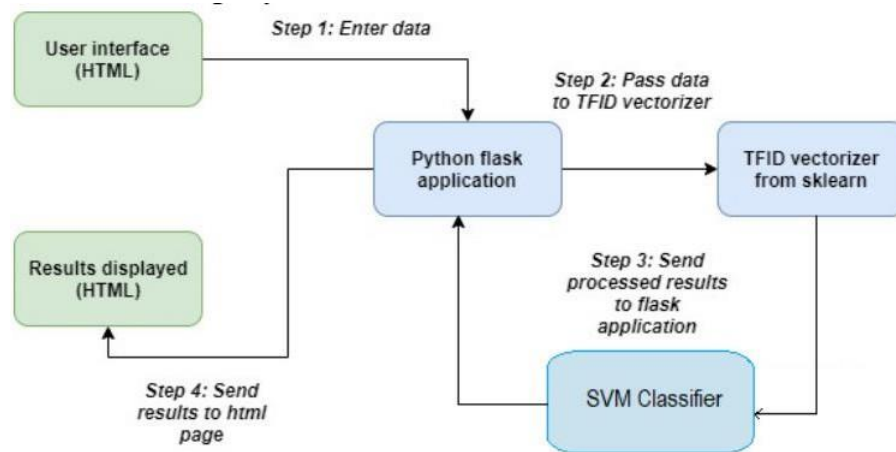 Step 1: Enter data
User interface
(HTML)
Step 2: Pass data
to TFID vectorizer
Python flask
application
TFID vectorizer
from sklearn
Results displayed
(HTML)
Step 3: Send
processed results
to flask
application
Step 4: Send
results to html
page
SVM Classifier